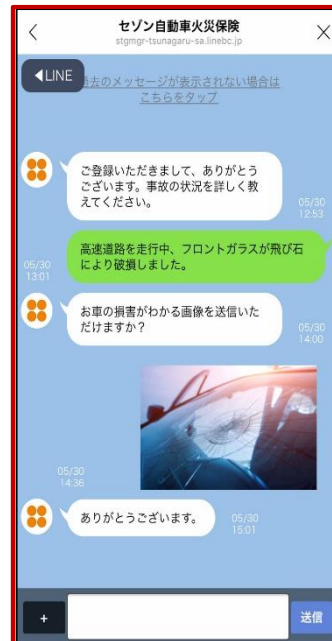 セゾン自動車火災保険
stgmgr-tsunagaru-sa.linebc.jp
◀LINE
過去のメッセージが表示されない場合は
こちらをタップ
ご登録いただきまして、ありがとう
ございます。事故の状況を詳しく教
えてください。
05/30
12:53
高速道路を走行中、フロントガラスが飛び石
により破損しました。
05/30
13:01
お車の損害がわかる画像を送信いた
だけますか？
05/30
14:00
05/30
14:36
ありがとうございます。
05/30
15:01
+
送信